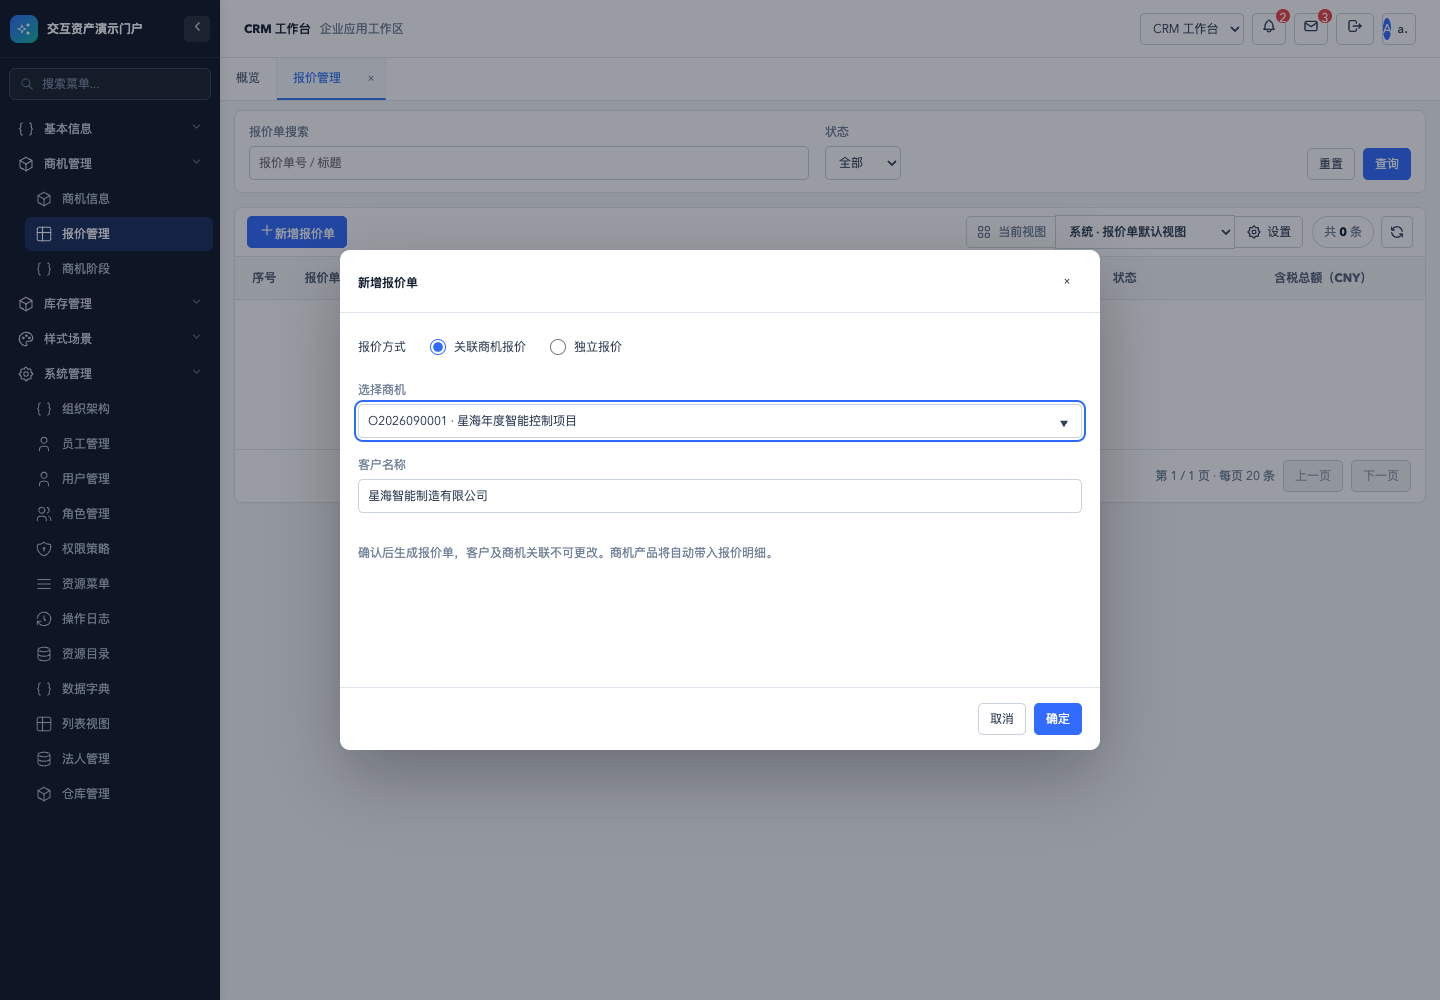 交互资产演示门户
搜索菜单...
基本信息
商机管理
商机信息
报价管理
商机阶段
库存管理
样式场景
系统管理
组织架构
员工管理
用户管理
角色管理
权限策略
资源菜单
操作日志
资源目录
数据字典
列表视图
法人管理
仓库管理
CRM 工作台 企业应用工作区
CRM 工作台 2 3 A a.
概览 报价管理 ×
报价单搜索 状态
报价单号 / 标题 全部 重置 查询
新增报价单 当前视图 系统 · 报价单默认视图 设置 共 0 条
序号 报价单 状态 含税总额（CNY）
第 1 / 1 页 · 每页 20 条 上一页 下一页
新增报价单 ×
报价方式 关联商机报价 独立报价
选择商机
O2026090001 · 星海年度智能控制项目
客户名称
星海智能制造有限公司
确认后生成报价单，客户及商机关联不可更改。商机产品将自动带入报价明细。
取消 确定